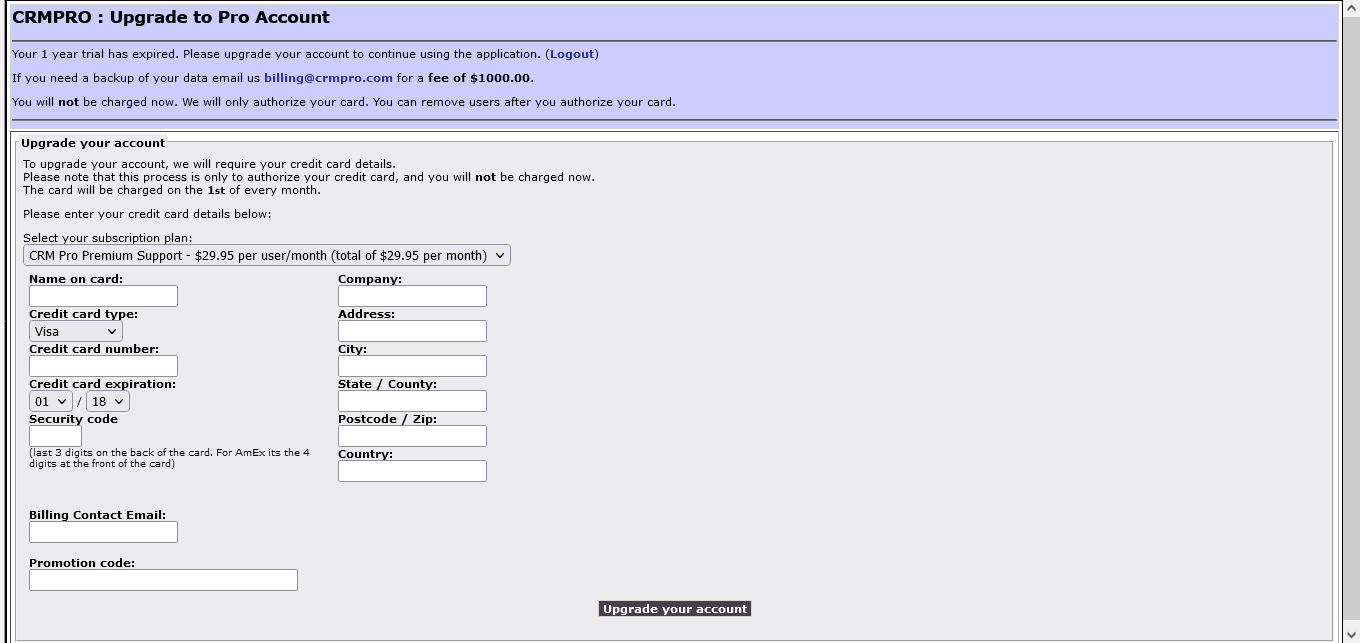 CRMPRO : Upgrade to Pro Account
Your 1 year trial has expired. Please upgrade your account to continue using the application. (Logout)
If you need a backup of your data email us billing@crmpro.com for a fee of $1000.00.
You will not be charged now. We will only authorize your card. You can remove users after you authorize your card.
Upgrade your account
To upgrade your account, we will require your credit card details.
Please note that this process is only to authorize your credit card, and you will not be charged now.
The card will be charged on the 1st of every month.
Please enter your credit card details below:
Select your subscription plan:
CRM Pro Premium Support - $29.95 per user/month (total of $29.95 per month)
Name on card:
Credit card type:
Visa
Credit card number:
Credit card expiration:
01 / 18
Security code
(last 3 digits on the back of the card. For AmEx its the 4
digits at the front of the card)
Company:
Address:
City:
State / County:
Postcode / Zip:
Country:
Billing Contact Email:
Promotion code:
Upgrade your account